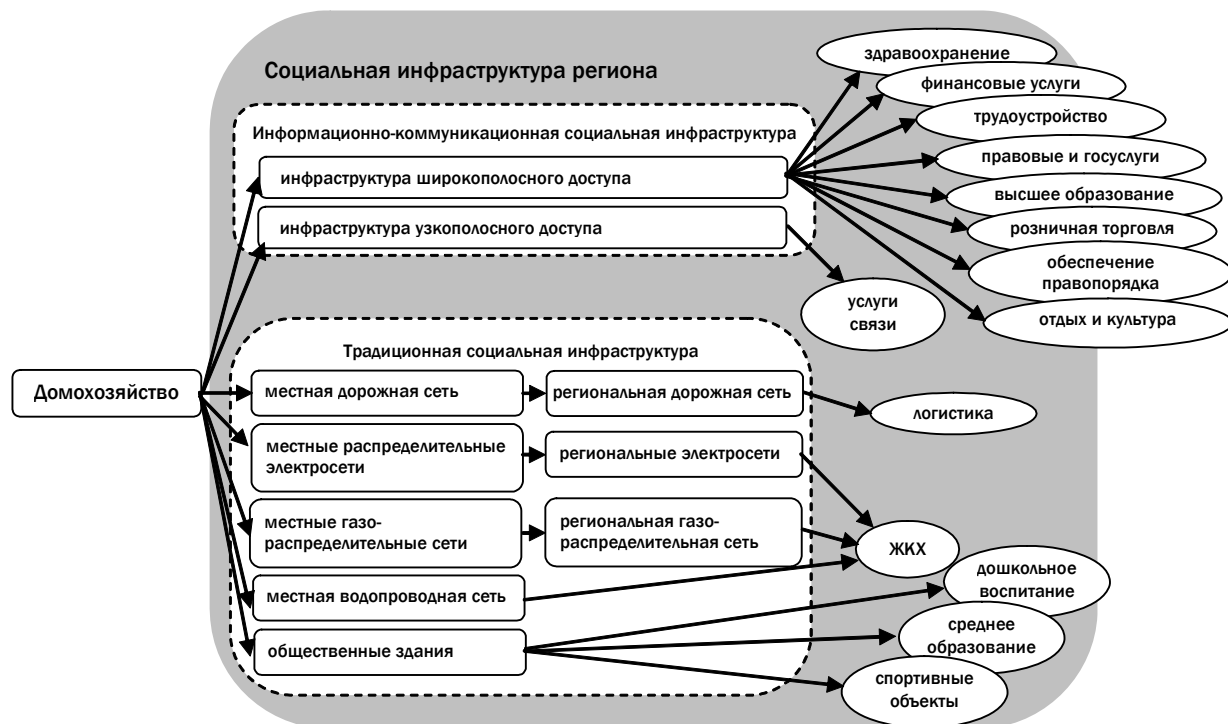 Социальная инфраструктура региона
Информационно-коммуникационная социальная инфраструктура
инфраструктура широкополосного доступа
инфраструктура узкополосного доступа
здравоохранение
финансовые услуги
трудоустройство
правовые и госуслуги
высшее образование
розничная торговля
обеспечение
правопорядка
отдых и культура
услуги
связи
Домохозяйство
Традиционная социальная инфраструктура
местная дорожная сеть
региональная дорожная сеть
логистика
местные распределительные
электросети
региональные электросети
местные газо-
распределительные сети
региональная газо-
распределительная сеть
ЖКХ
местная водопроводная сеть
общественные здания
дошкольное
воспитание
среднее
образование
спортивные
объекты